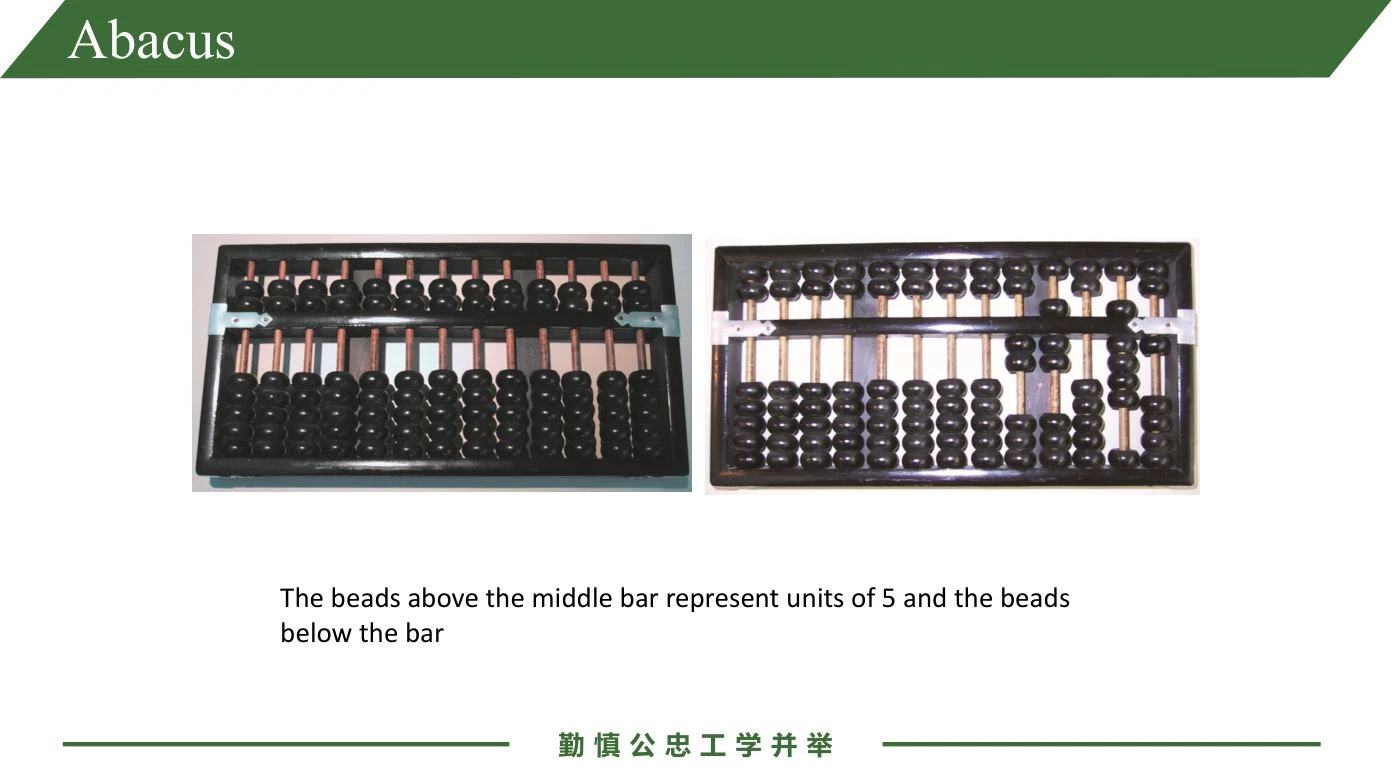 Abacus
The beads above the middle bar represent units of 5 and the beads
below the bar
勤慎公忠工学并举